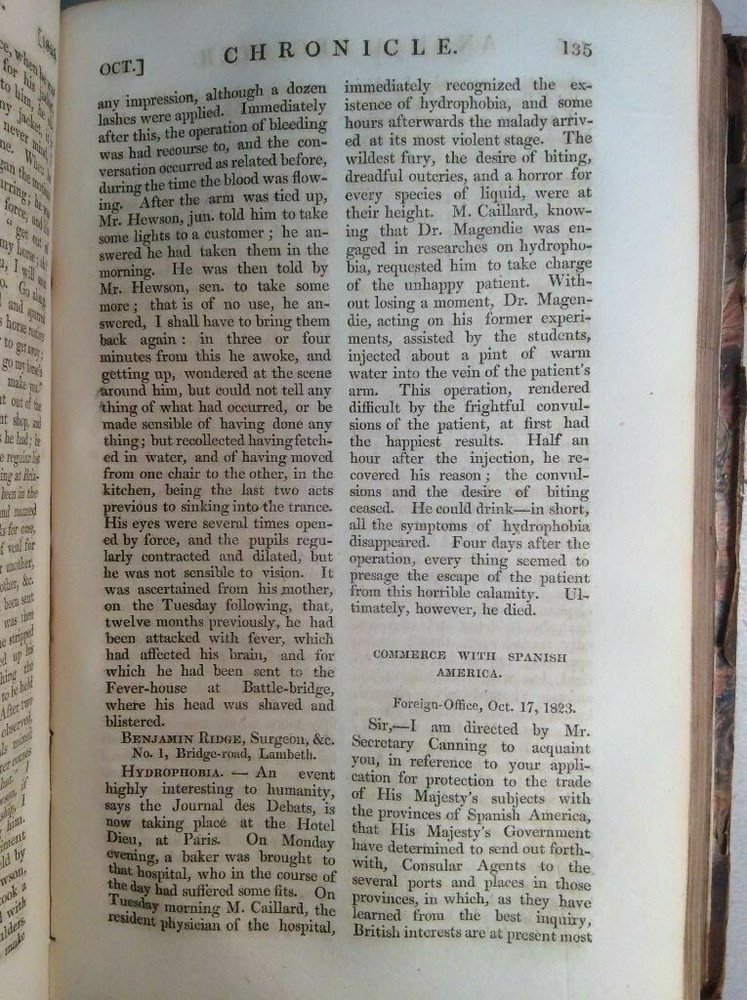 OCT.] CHRONICLE. 135
any impression, although a dozen
lashes were applied. Immediately
after this, the operation of bleeding
was had recourse to, and the con-
versation occurred as related before,
during the time the blood was flow-
ing. After the arm was tied up,
Mr. Hewson, jun. told him to take
some lights to a customer; he an-
swered he had taken them in the
morning. He was then told by
Mr. Hewson, sen. to take some
more; that is of no use, he an-
swered, I shall have to bring them
back again: in three or four
minutes from this he awoke, and
getting up, wondered at the scene
around him, but could not tell any
thing of what had occurred, or be
made sensible of having done any
thing; but recollected having fetch-
ed in water, and of having moved
from one chair to the other, in the
kitchen, being the last two acts
previous to sinking into the trance.
His eyes were several times open-
ed by force, and the pupils regu-
larly contracted and dilated, but
he was not sensible to vision. It
was ascertained from his mother,
on the Tuesday following, that,
twelve months previously, he had
been attacked with fever, which
had affected his brain, and for
which he had been sent to the
Fever-house at Battle-bridge,
where his head was shaved and
blistered.
BENJAMIN RIDGE, Surgeon, &c.
No. 1, Bridge-road, Lambeth.
HYDROPHOBIA. — An event
highly interesting to humanity,
says the Journal des Debats, is
now taking place at the Hotel
Dieu, at Paris. On Monday
evening, a baker was brought to
that hospital, who in the course of
the day had suffered some fits. On
Tuesday morning M. Caillard, the
resident physician of the hospital,
immediately recognized the ex-
istence of hydrophobia, and some
hours afterwards the malady arriv-
ed at its most violent stage. The
wildest fury, the desire of biting,
dreadful outeries, and a horror for
every species of liquid, were at
their height. M. Caillard, know-
ing that Dr. Magendie was en-
gaged in researches on hydropho-
bia, requested him to take charge
of the unhappy patient. With-
out losing a moment, Dr. Magen-
die, acting on his former experi-
ments, assisted by the students,
injected about a pint of warm
water into the vein of the patient's
arm. This operation, rendered
difficult by the frightful convul-
sions of the patient, at first had
the happiest results. Half an
hour after the injection, he re-
covered his reason; the convul-
sions and the desire of biting
ceased. He could drink—in short,
all the symptoms of hydrophobia
disappeared. Four days after the
operation, every thing seemed to
presage the escape of the patient
from this horrible calamity. Ul-
timately, however, he died.
COMMERCE WITH SPANISH
AMERICA.
Foreign-Office, Oct. 17, 1823.
Sir,—I am directed by Mr.
Secretary Canning to acquaint
you, in reference to your appli-
cation for protection to the trade
of His Majesty's subjects with
the provinces of Spanish America,
that His Majesty's Government
have determined to send out forth-
with, Consular Agents to the
several ports and places in those
provinces, in which, as they have
learned from the best inquiry,
British interests are at present most